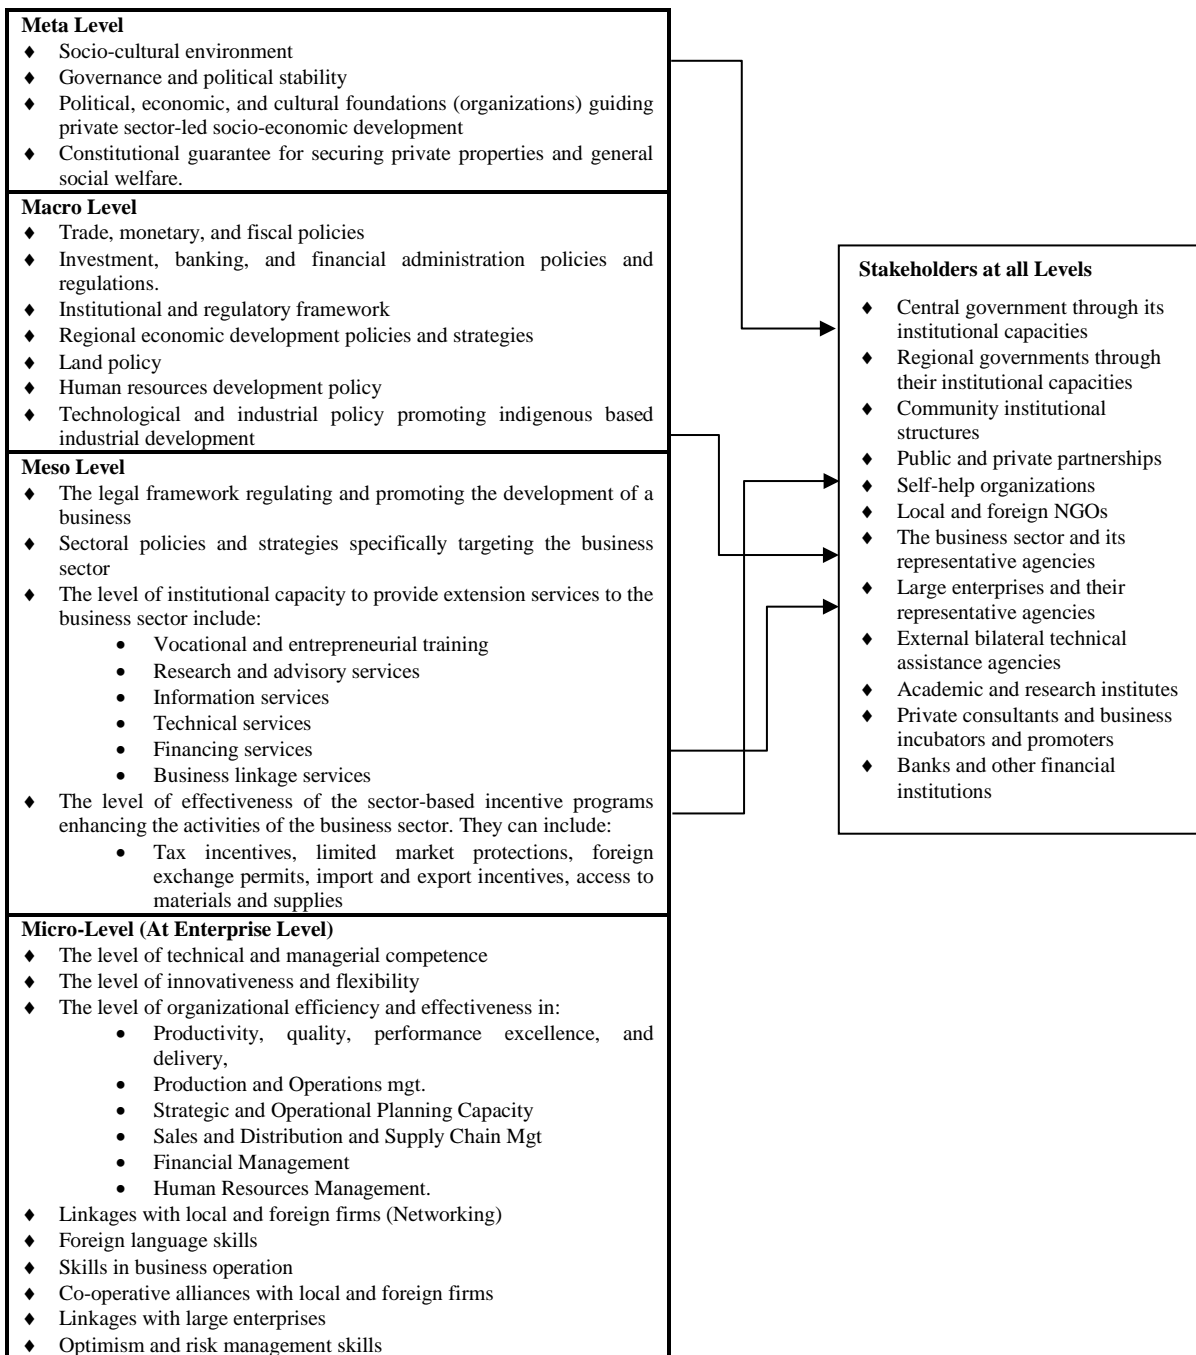 Meta Level
♦ Socio-cultural environment
♦ Governance and political stability
♦ Political, economic, and cultural foundations (organizations) guiding
private sector-led socio-economic development
♦ Constitutional guarantee for securing private properties and general
social welfare.
Macro Level
♦ Trade, monetary, and fiscal policies
♦ Investment, banking, and financial administration policies and
regulations.
♦ Institutional and regulatory framework
♦ Regional economic development policies and strategies
♦ Land policy
♦ Human resources development policy
♦ Technological and industrial policy promoting indigenous based
industrial development
Meso Level
♦ The legal framework regulating and promoting the development of a
business
♦ Sectoral policies and strategies specifically targeting the business
sector
♦ The level of institutional capacity to provide extension services to the
business sector include:
• Vocational and entrepreneurial training
• Research and advisory services
• Information services
• Technical services
• Financing services
• Business linkage services
♦ The level of effectiveness of the sector-based incentive programs
enhancing the activities of the business sector. They can include:
• Tax incentives, limited market protections, foreign
exchange permits, import and export incentives, access to
materials and supplies
Micro-Level (At Enterprise Level)
♦ The level of technical and managerial competence
♦ The level of innovativeness and flexibility
♦ The level of organizational efficiency and effectiveness in:
• Productivity, quality, performance excellence, and
delivery,
• Production and Operations mgt.
• Strategic and Operational Planning Capacity
• Sales and Distribution and Supply Chain Mgt
• Financial Management
• Human Resources Management.
♦ Linkages with local and foreign firms (Networking)
♦ Foreign language skills
♦ Skills in business operation
♦ Co-operative alliances with local and foreign firms
♦ Linkages with large enterprises
♦ Optimism and risk management skills
Stakeholders at all Levels
♦ Central government through its
institutional capacities
♦ Regional governments through
their institutional capacities
♦ Community institutional
structures
♦ Public and private partnerships
♦ Self-help organizations
♦ Local and foreign NGOs
♦ The business sector and its
representative agencies
♦ Large enterprises and their
representative agencies
♦ External bilateral technical
assistance agencies
♦ Academic and research institutes
♦ Private consultants and business
incubators and promoters
♦ Banks and other financial
institutions